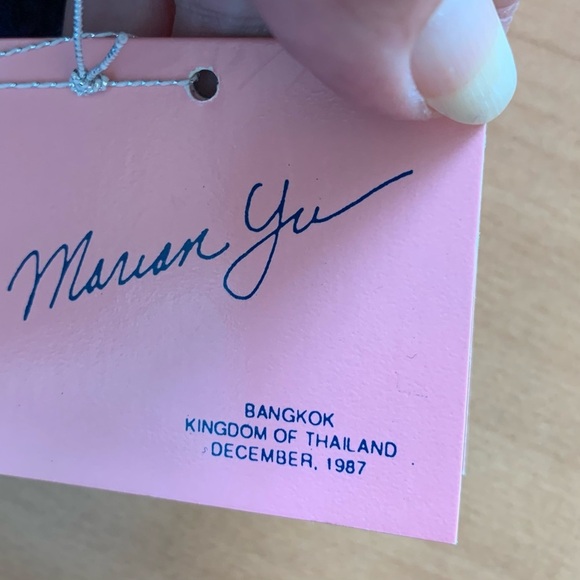 Marian Yu
BANGKOK
KINGDOM OF THAILAND
DECEMBER, 1987